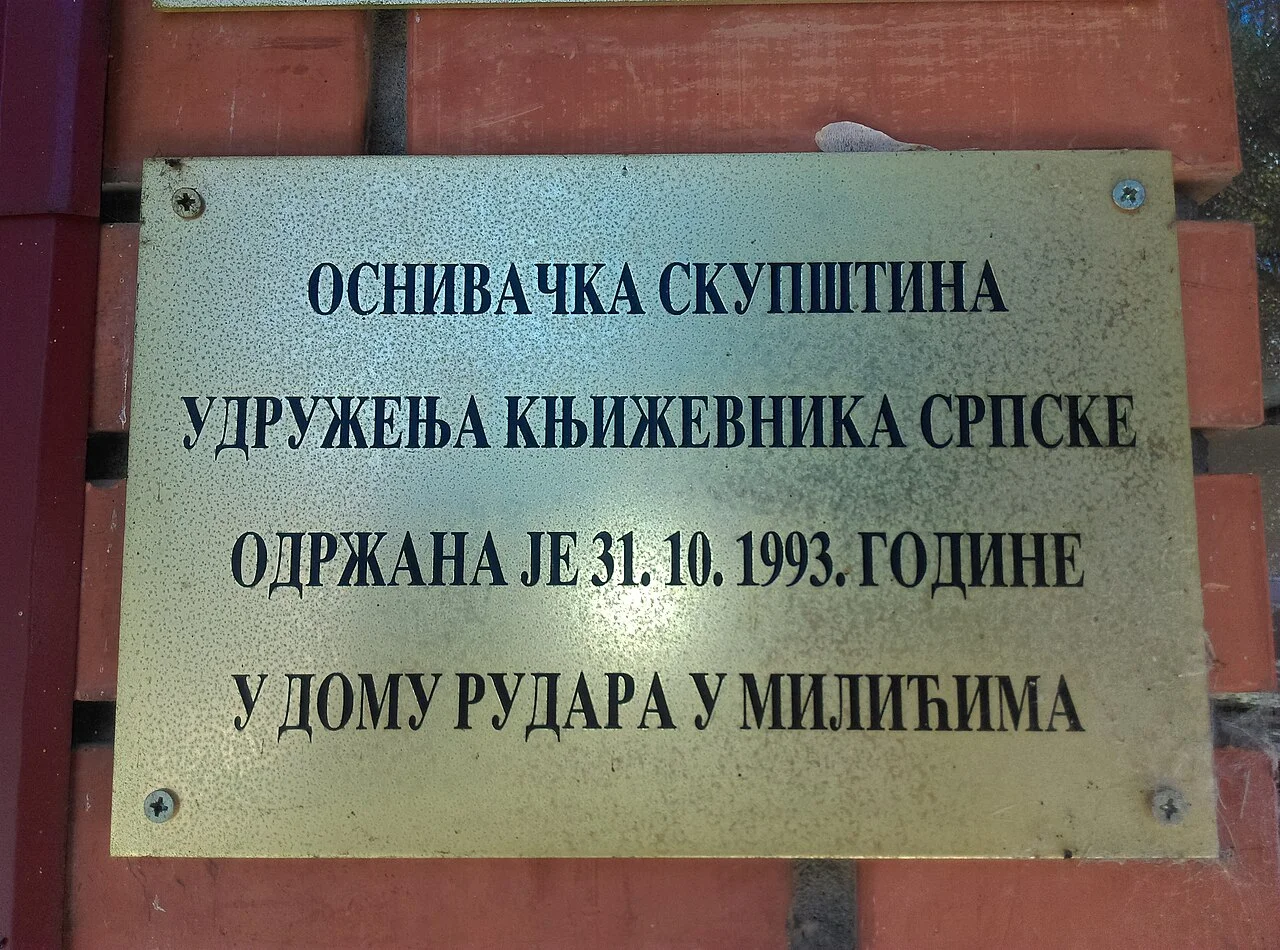 ОСНИВАЧКА СКУПШТИНА
УДРУЖЕЊА КЊИЖЕВНИКА СРПСКЕ
ОДРЖАНА ЈЕ 31. 10. 1993. ГОДИНЕ
У ДОМУ РУДАРА У МИЛИЋИМА